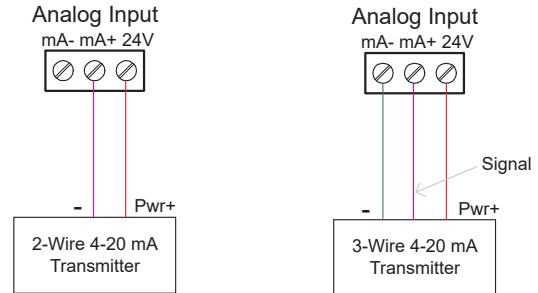 Analog Input
mA- mA+ 24V
- Pwr+
2-Wire 4-20 mA
Transmitter
Analog Input
mA- mA+ 24V
Signal
- Pwr+
3-Wire 4-20 mA
Transmitter